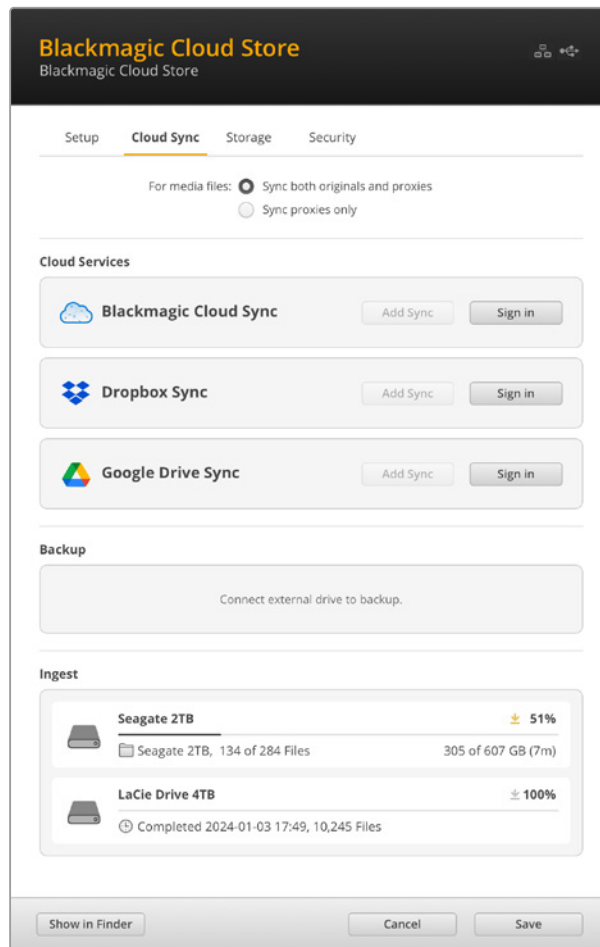 Blackmagic Cloud Store
Blackmagic Cloud Store
Setup Cloud Sync Storage Security
For media files: Sync both originals and proxies
Sync proxies only
Cloud Services
Blackmagic Cloud Sync Add Sync Sign in
Dropbox Sync Add Sync Sign in
Google Drive Sync Add Sync Sign in
Backup
Connect external drive to backup.
Ingest
Seagate 2TB 51%
Seagate 2TB, 134 of 284 Files 305 of 607 GB (7m)
LaCie Drive 4TB 100%
Completed 2024-01-03 17:49, 10,245 Files
Show in Finder Cancel Save